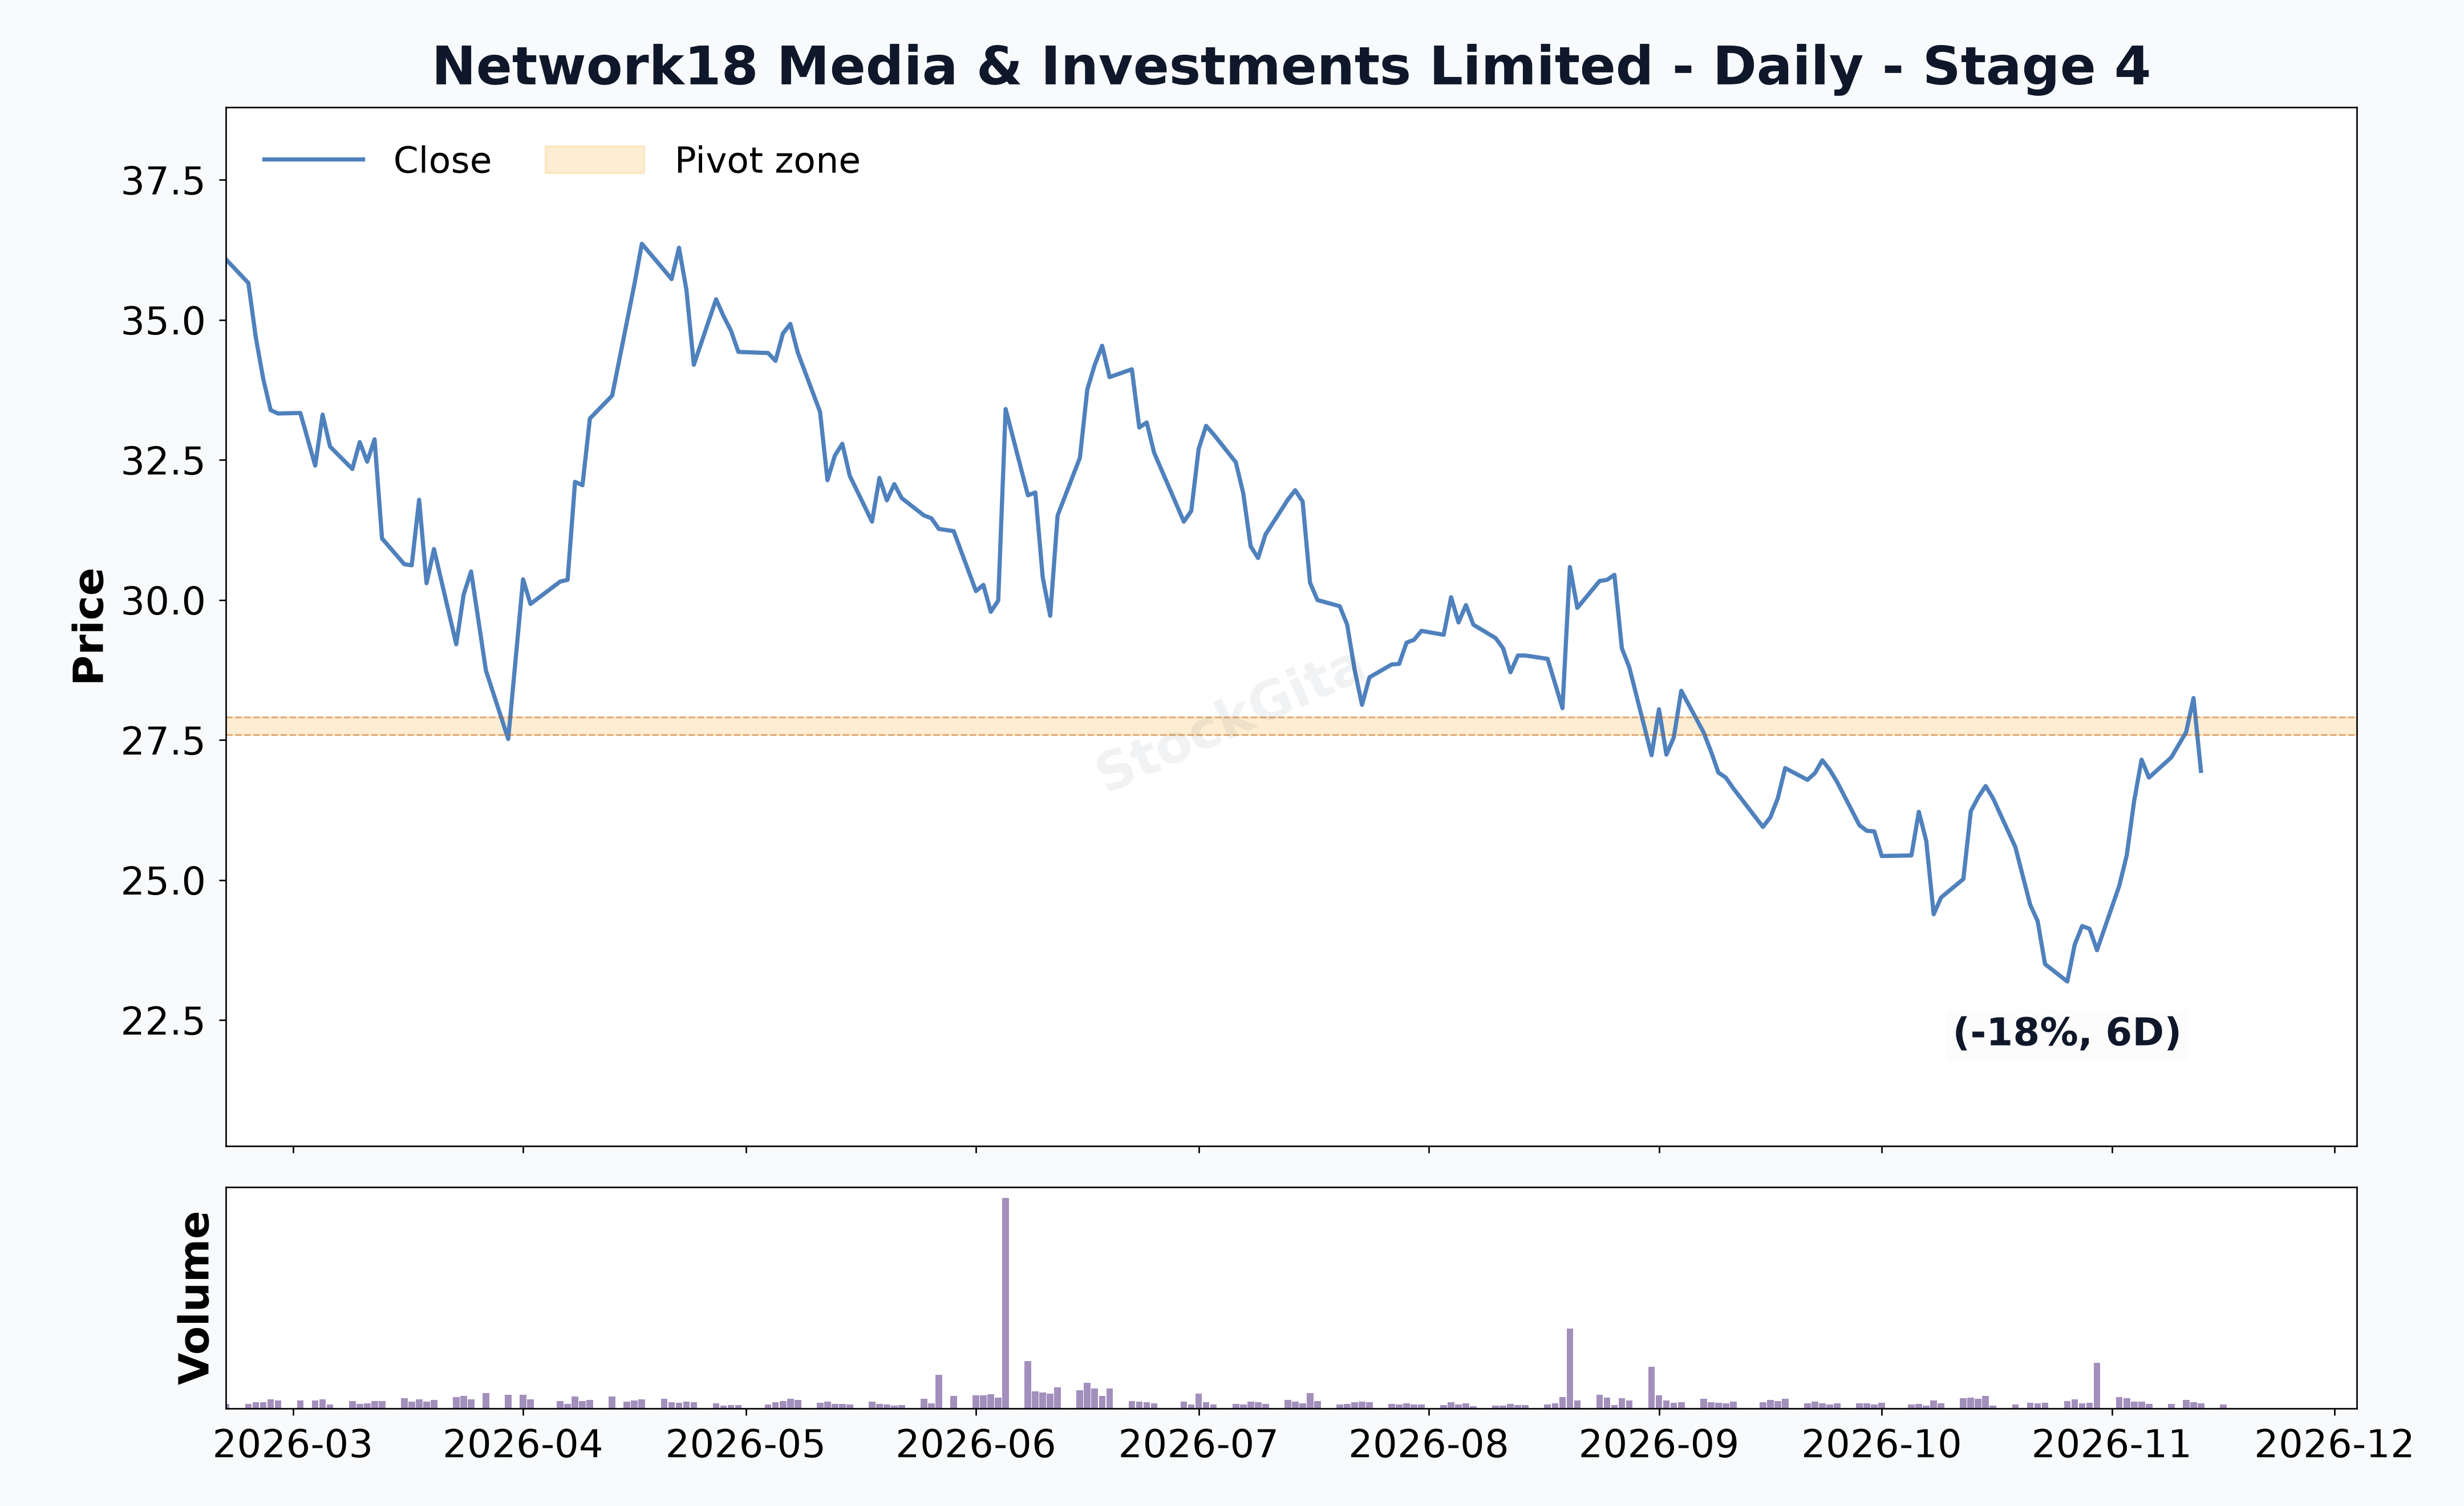 Network18 Media & Investments Limited - Daily - Stage 4
Close
Pivot zone
Price
37.5
35.0
32.5
30.0
27.5
25.0
22.5
StockGita
(-18%, 6D)
Volume
2026-03
2026-04
2026-05
2026-06
2026-07
2026-08
2026-09
2026-10
2026-11
2026-12